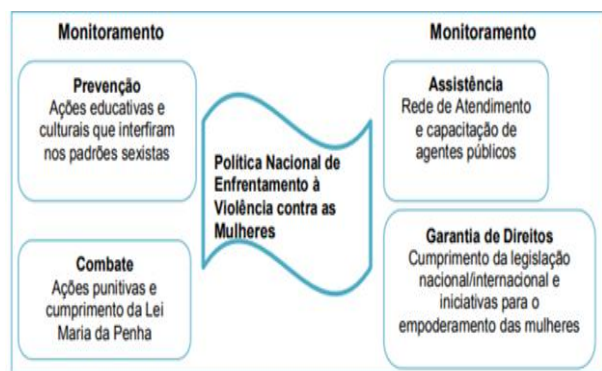 Monitoramento
Prevenção
Ações educativas e
culturais que interfiram
nos padrões sexistas
Combate
Ações punitivas e
cumprimento da Lei
Maria da Penha
Política Nacional de
Enfrentamento à
Violência contra as
Mulheres
Monitoramento
Assistência
Rede de Atendimento
e capacitação de
agentes públicos
Garantia de Direitos
Cumprimento da legislação
nacional/internacional e
iniciativas para o
empoderamento das mulheres